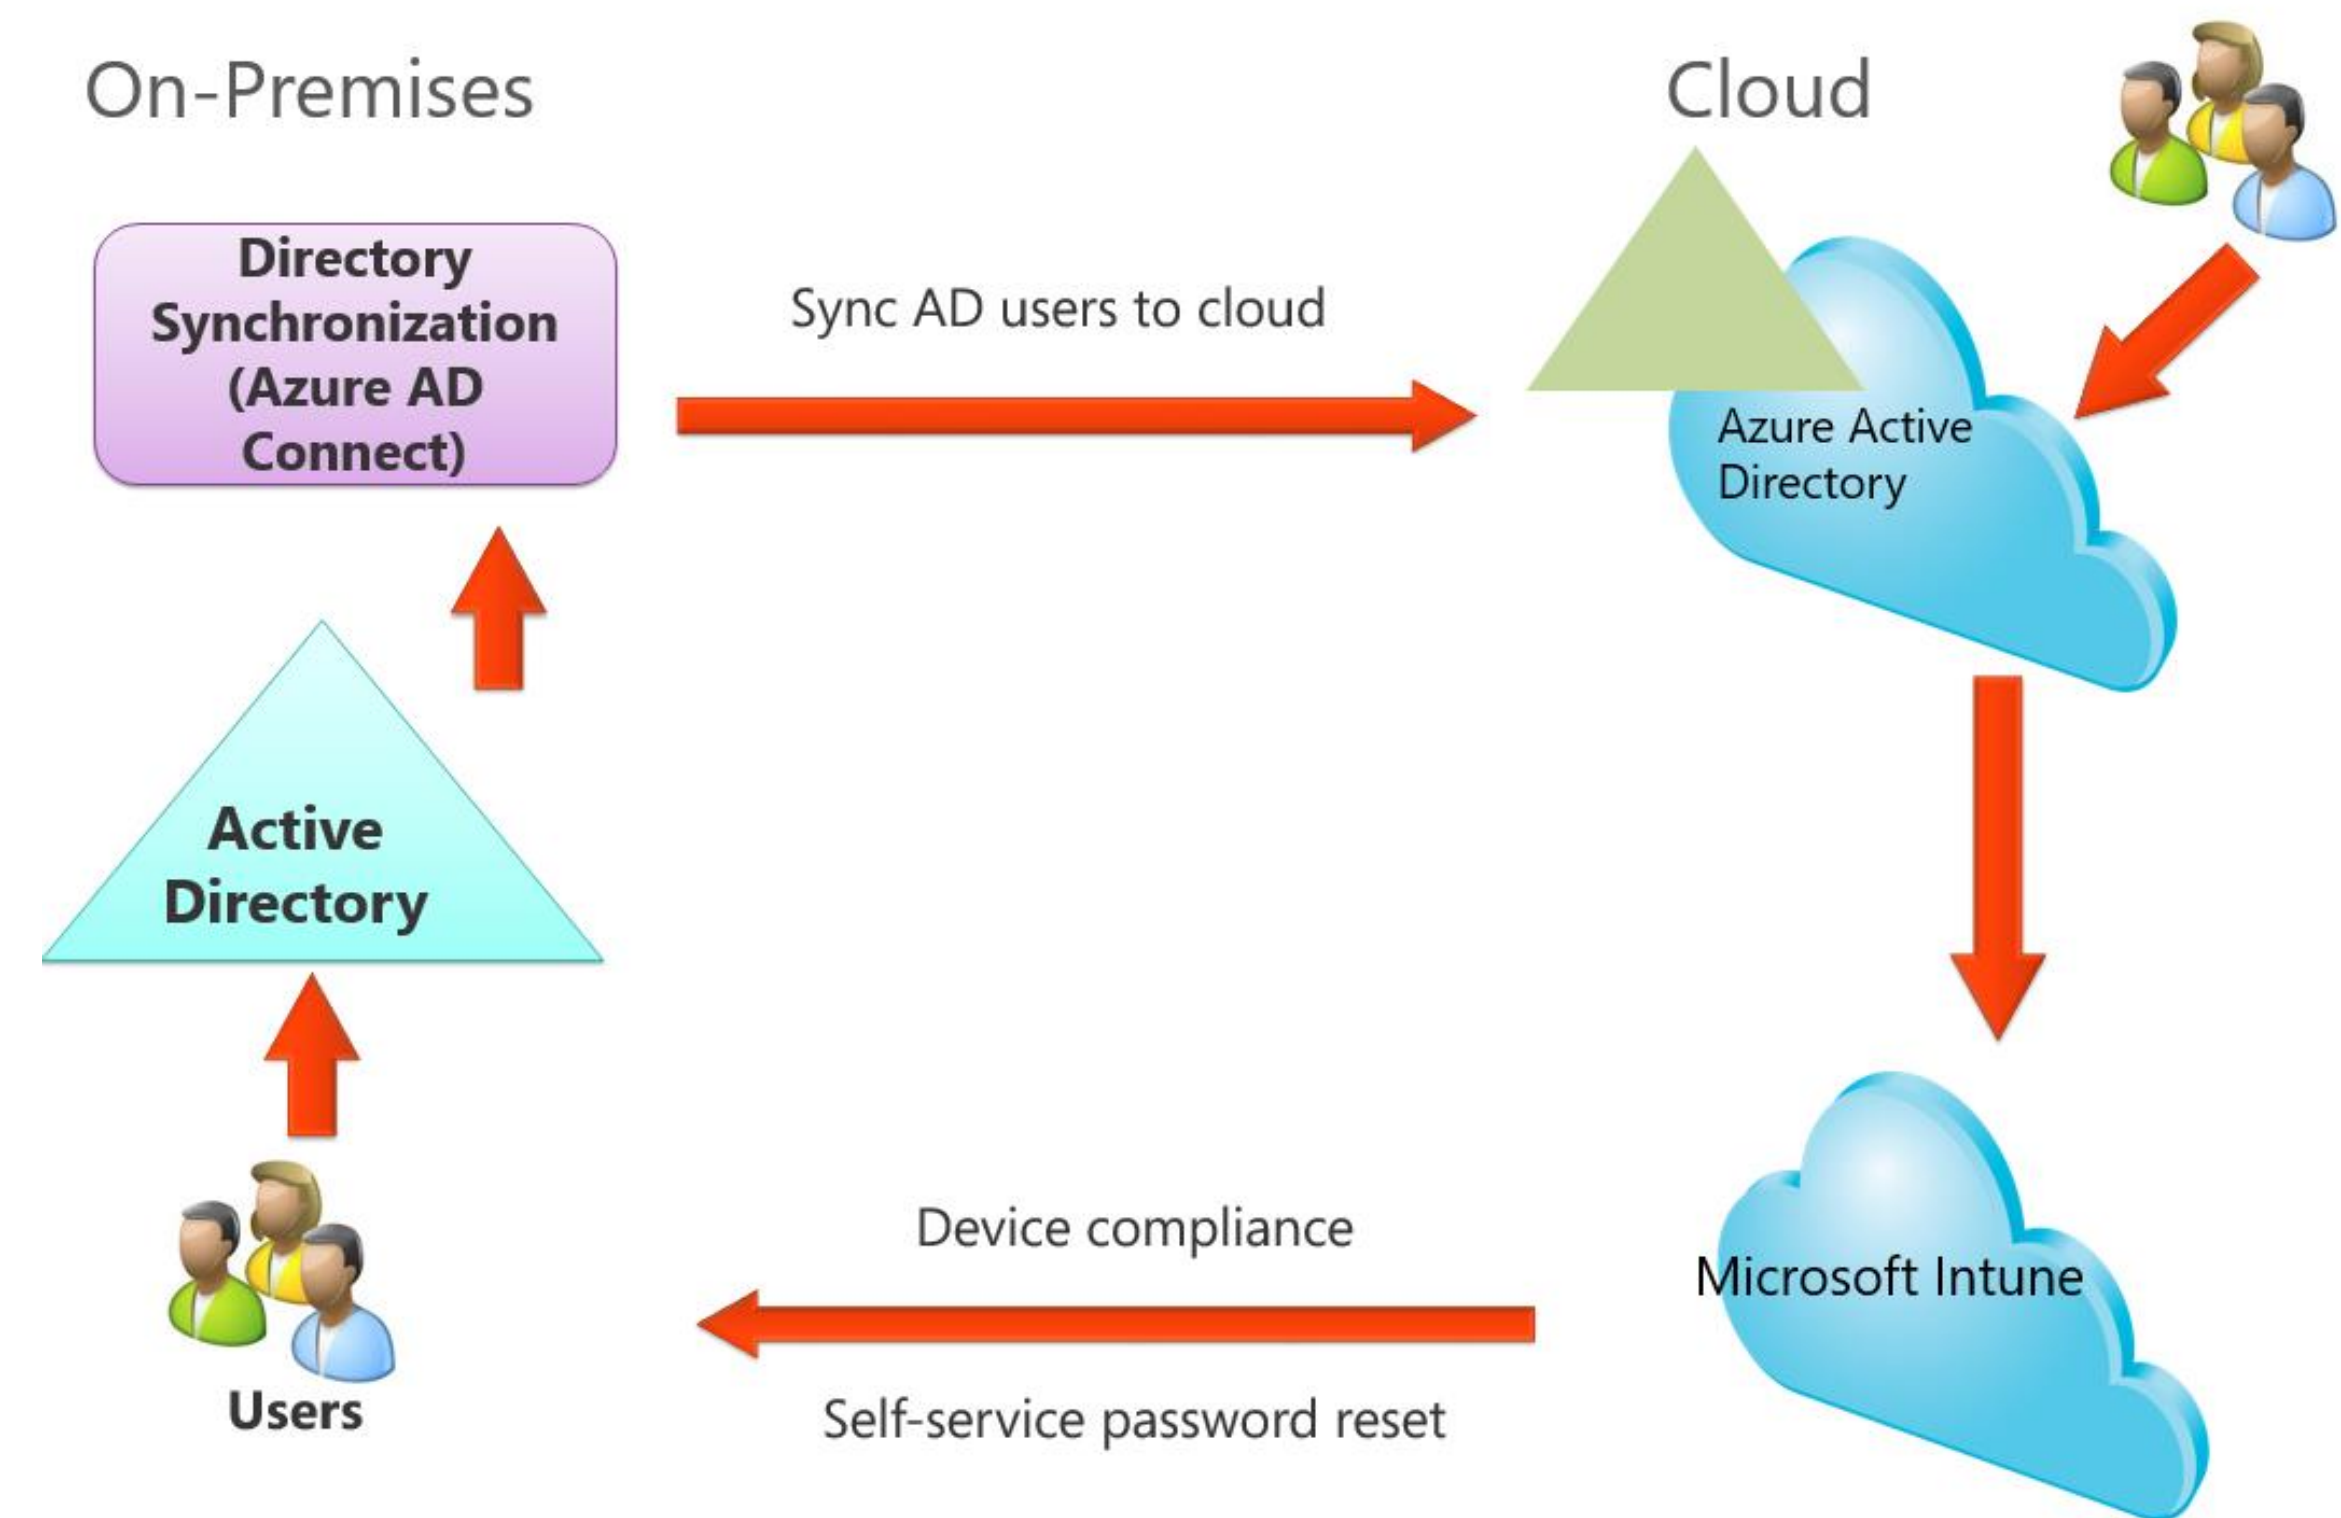 On-Premises
Cloud
Directory
Synchronization
(Azure AD
Connect)
Sync AD users to cloud
Azure Active
Directory
Active
Directory
Device compliance
Microsoft Intune
Self-service password reset
Users